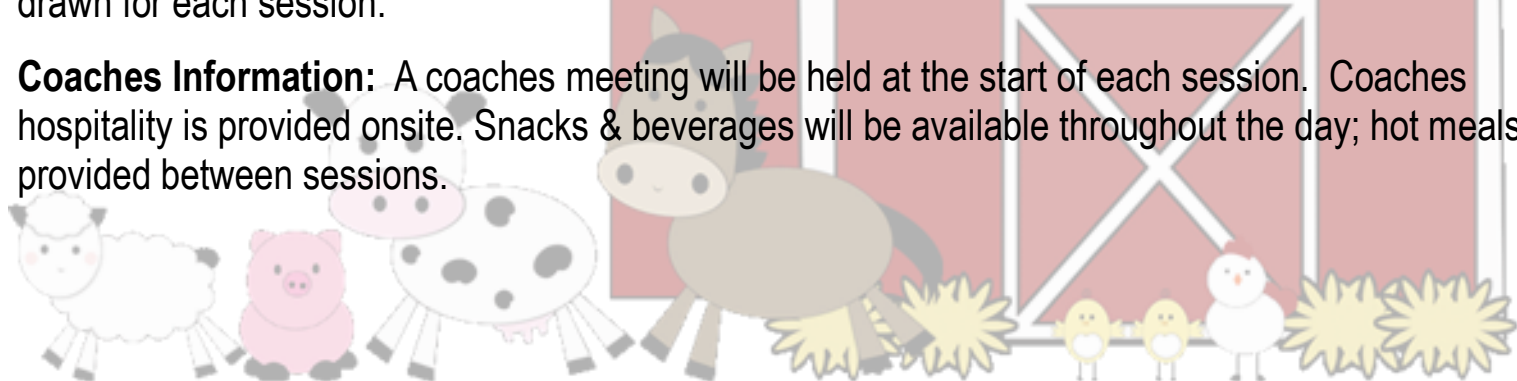 drawn for each session.
Coaches Information: A coaches meeting will be held at the start of each session. Coaches
hospitality is provided onsite. Snacks & beverages will be available throughout the day; hot meals
provided between sessions.